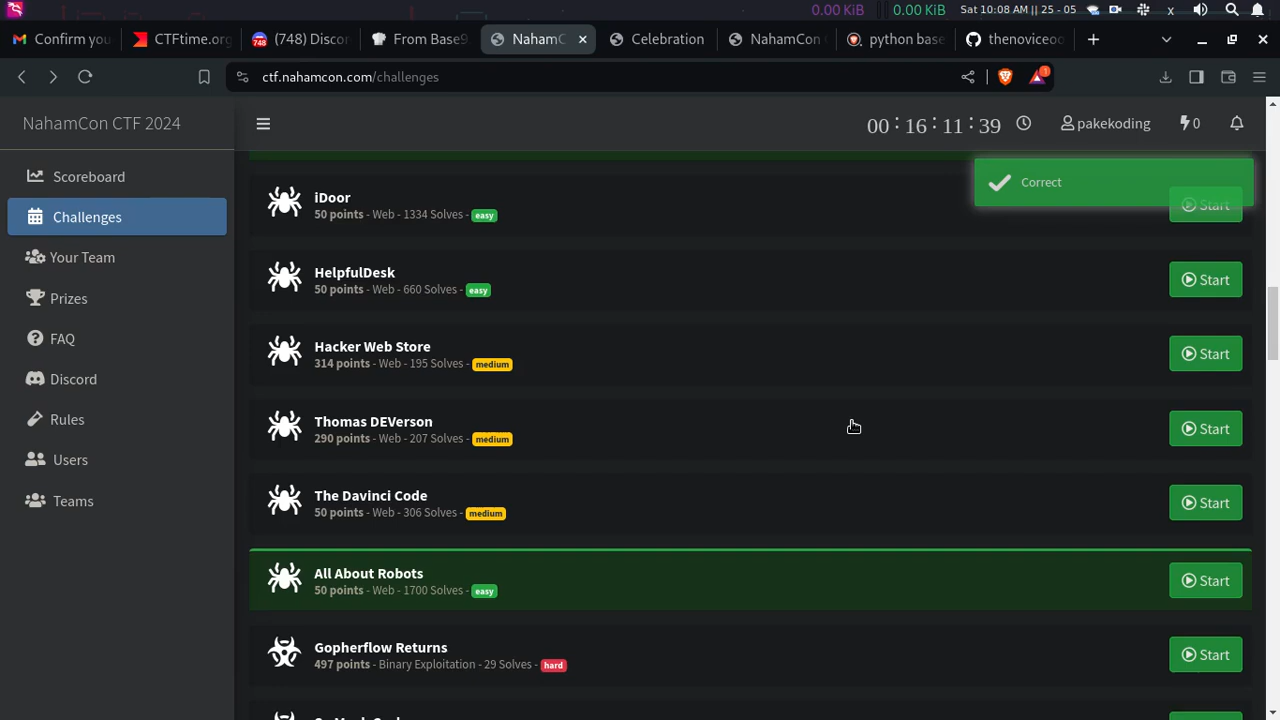 0.00 KiB
0.00 KiB
Sat 10:08 AM || 25 - 05
Confirm you
CTFtime.org
(748) Discor
From Base9
NahamC
Celebration
NahamCon
python base
thenoviceoo
ctf.nahamcon.com/challenges
NahamCon CTF 2024
00 : 16 : 11 : 39
pakekoding
0
Scoreboard
Challenges
Your Team
Prizes
FAQ
Discord
Rules
Users
Teams
Correct
iDoor
50 points - Web - 1334 Solves - easy
Start
HelpfulDesk
50 points - Web - 660 Solves - easy
Start
Hacker Web Store
314 points - Web - 195 Solves - medium
Start
Thomas DEVerson
290 points - Web - 207 Solves - medium
Start
The Davinci Code
50 points - Web - 306 Solves - medium
Start
All About Robots
50 points - Web - 1700 Solves - easy
Start
Gopherflow Returns
497 points - Binary Exploitation - 29 Solves - hard
Start